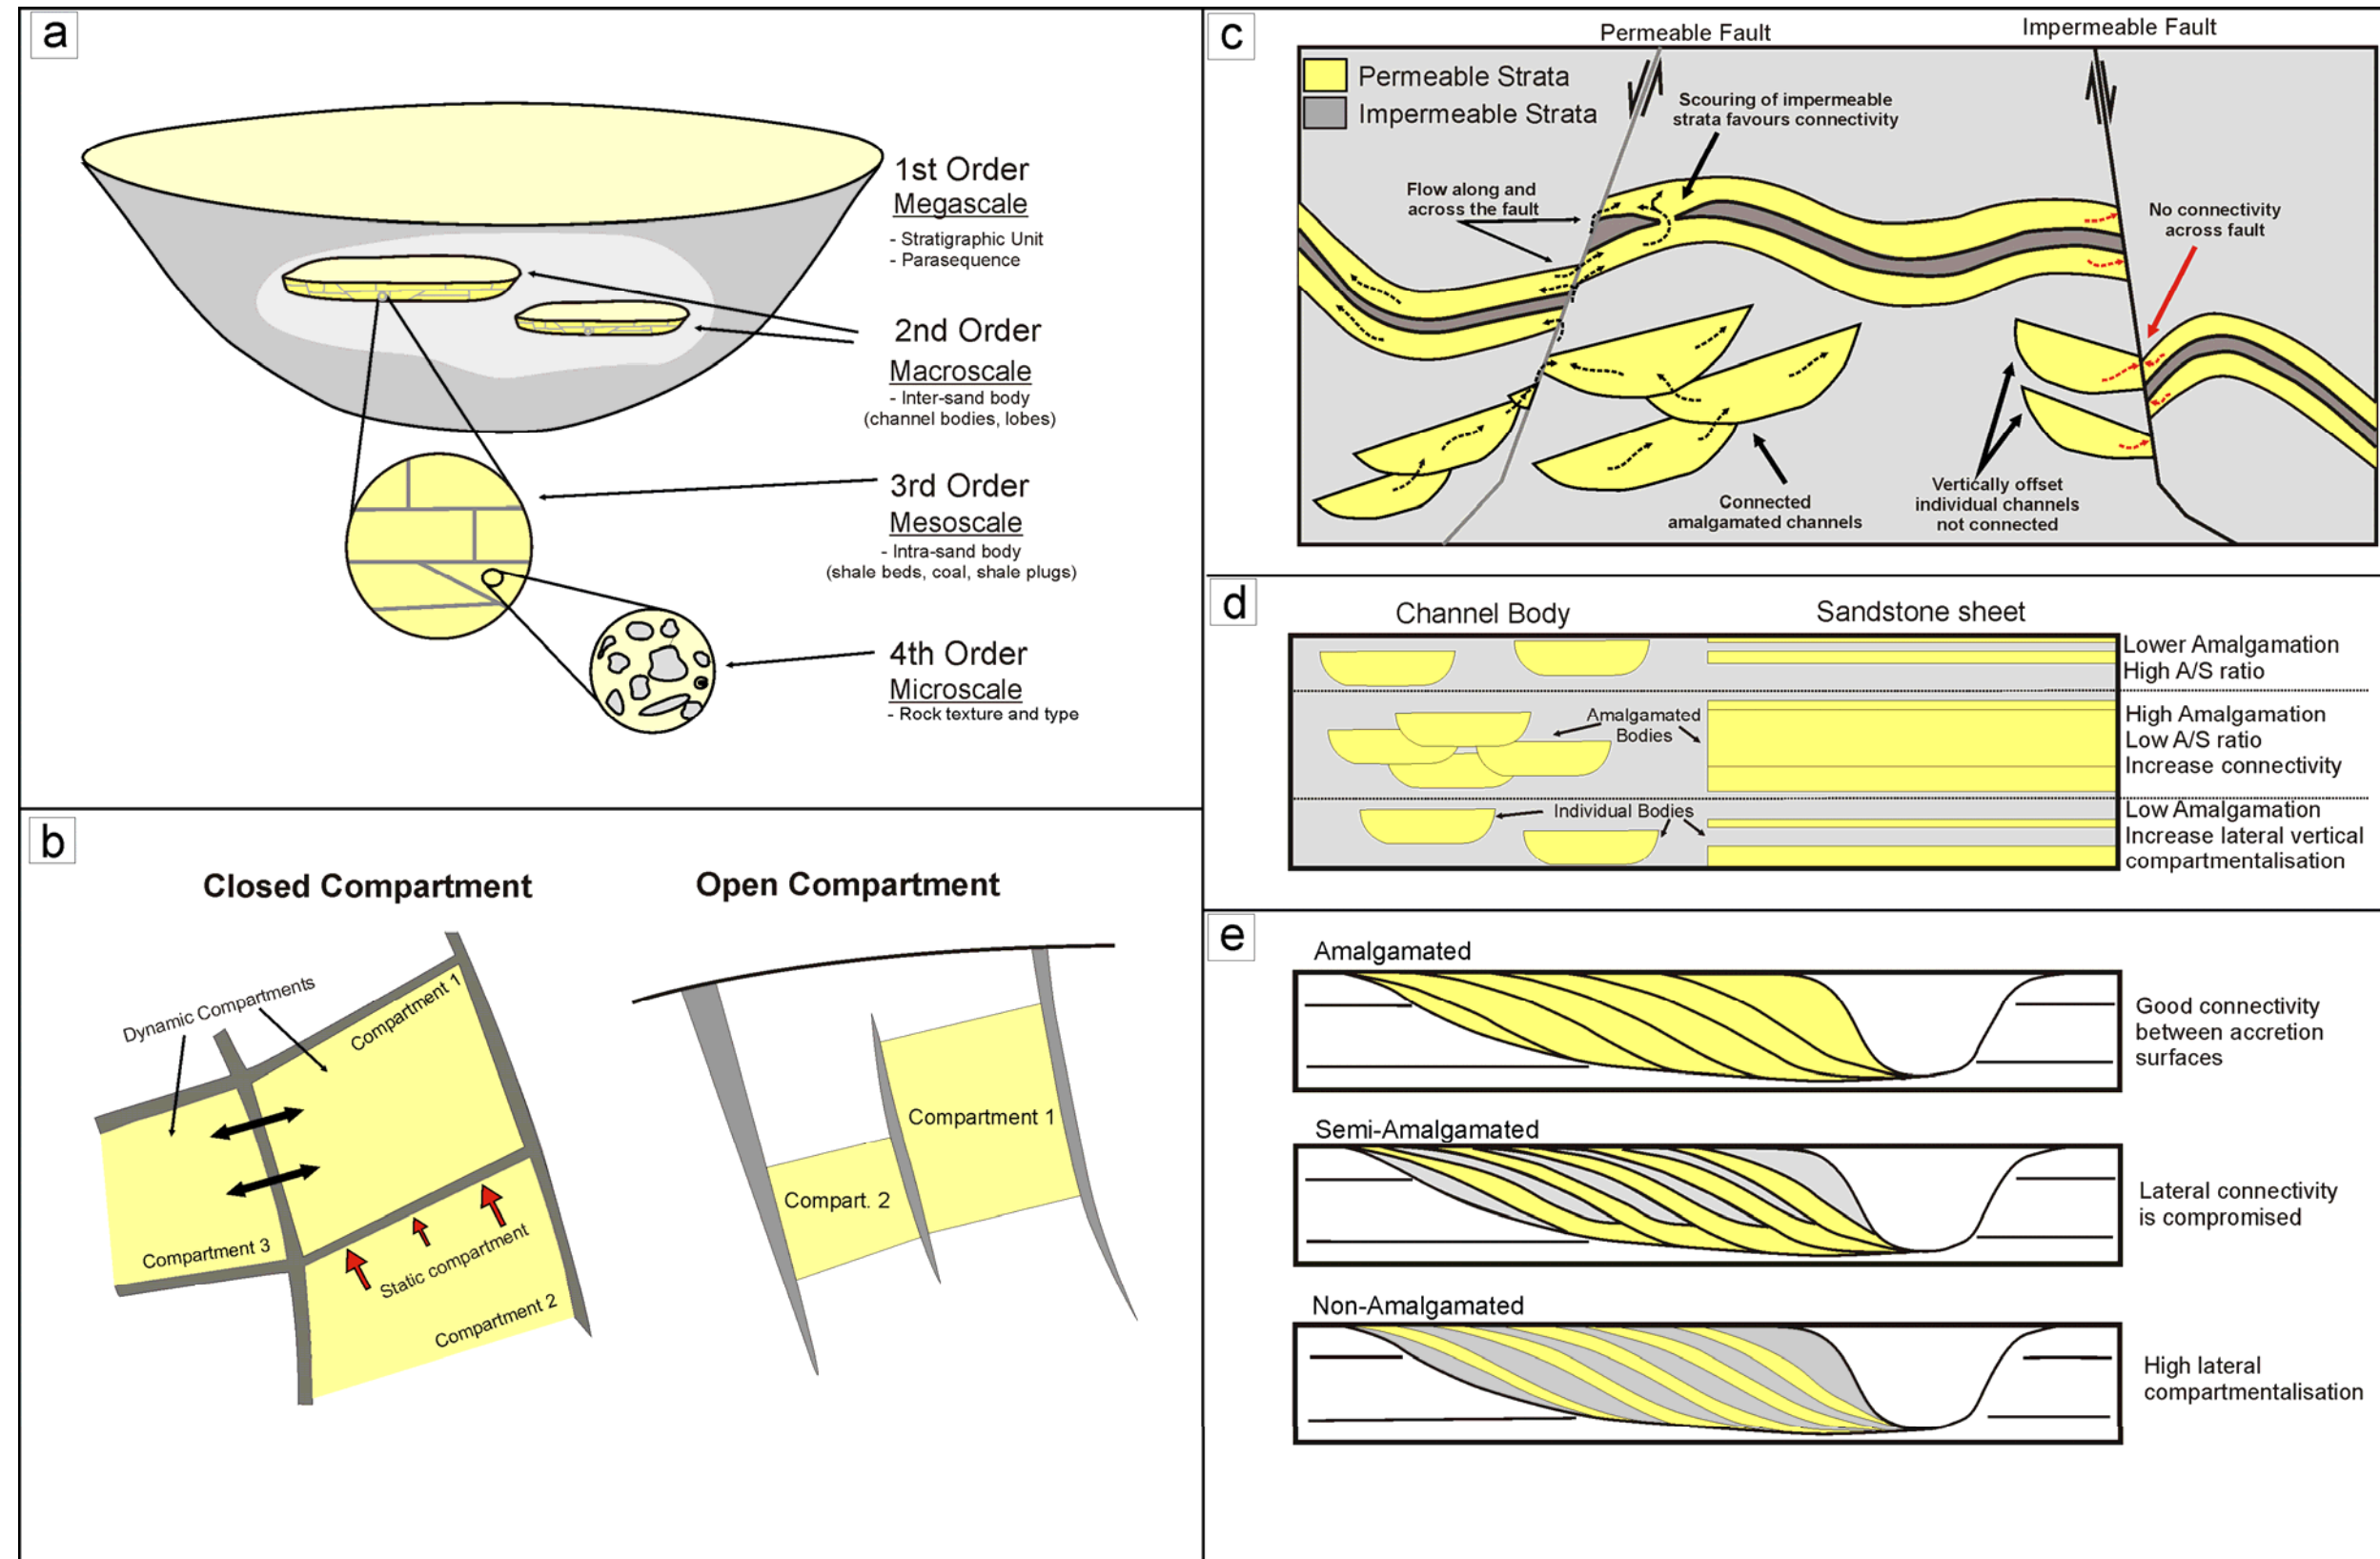 a
1st Order
Megascale
- Stratigraphic Unit
- Parasequence
2nd Order
Macroscale
- Inter-sand body
(channel bodies, lobes)
3rd Order
Mesoscale
- Intra-sand body
(shale beds, coal, shale plugs)
4th Order
Microscale
- Rock texture and type
b
Closed Compartment
Open Compartment
Dynamic Compartments
Compartment 1
Compartment 3
Static compartment
Compartment 2
Compartment 1
Compart. 2
c
Permeable Fault
Impermeable Fault
Permeable Strata
Impermeable Strata
Scouring of impermeable
strata favours connectivity
Flow along and
across the fault
No connectivity
across fault
Connected
amalgamated channels
Vertically offset
individual channels
not connected
d
Channel Body
Sandstone sheet
Lower Amalgamation
High A/S ratio
Amalgamated
Bodies
High Amalgamation
Low A/S ratio
Increase connectivity
Individual Bodies
Low Amalgamation
Increase lateral vertical
compartmentalisation
e
Amalgamated
Good connectivity
between accretion
surfaces
Semi-Amalgamated
Lateral connectivity
is compromised
Non-Amalgamated
High lateral
compartmentalisation